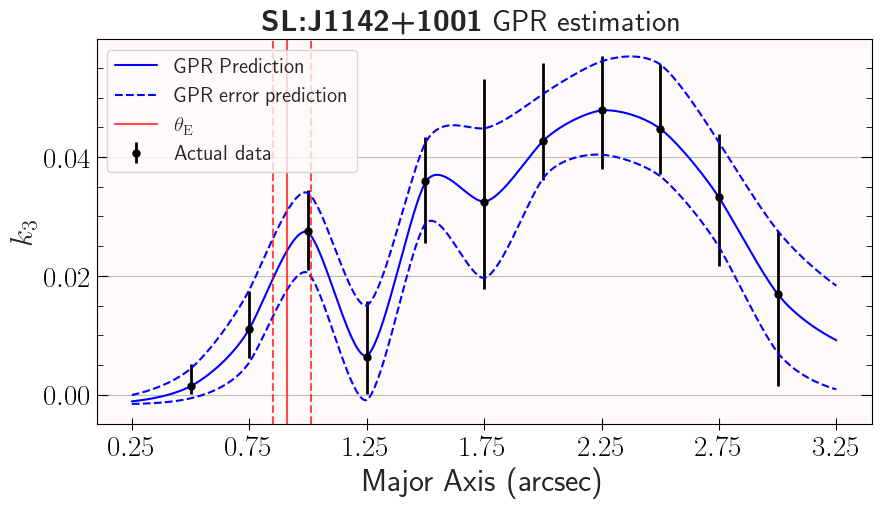 SL:J1142+1001 GPR estimation
GPR Prediction
GPR error prediction
θE
Actual data
k3
0.04
0.02
0.00
0.25 0.75 1.25 1.75 2.25 2.75 3.25
Major Axis (arcsec)